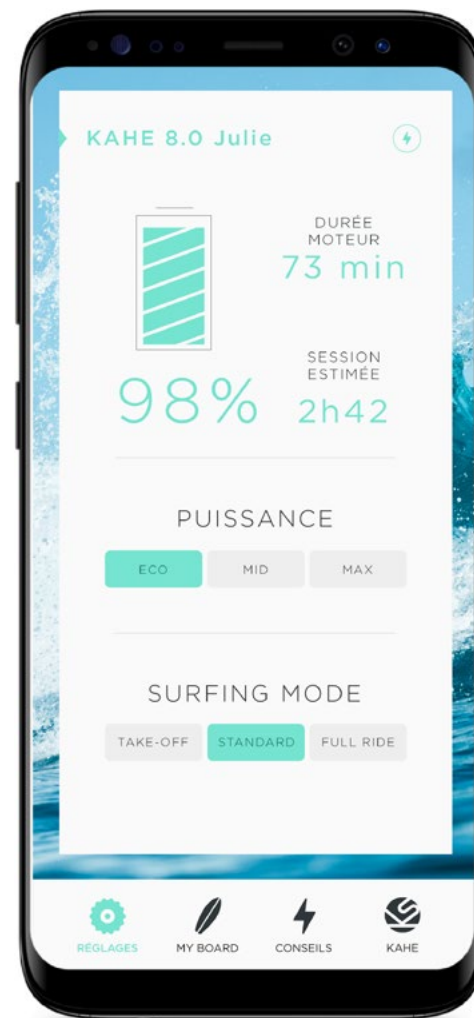 KAHE 8.0 Julie
DURÉE
MOTEUR
73 min
98%
SESSION
ESTIMÉE
2h42
PUISSANCE
ECO MID MAX
SURFING MODE
TAKE-OFF STANDARD FULL RIDE
RÉGLAGES MY BOARD CONSEILS KAHE